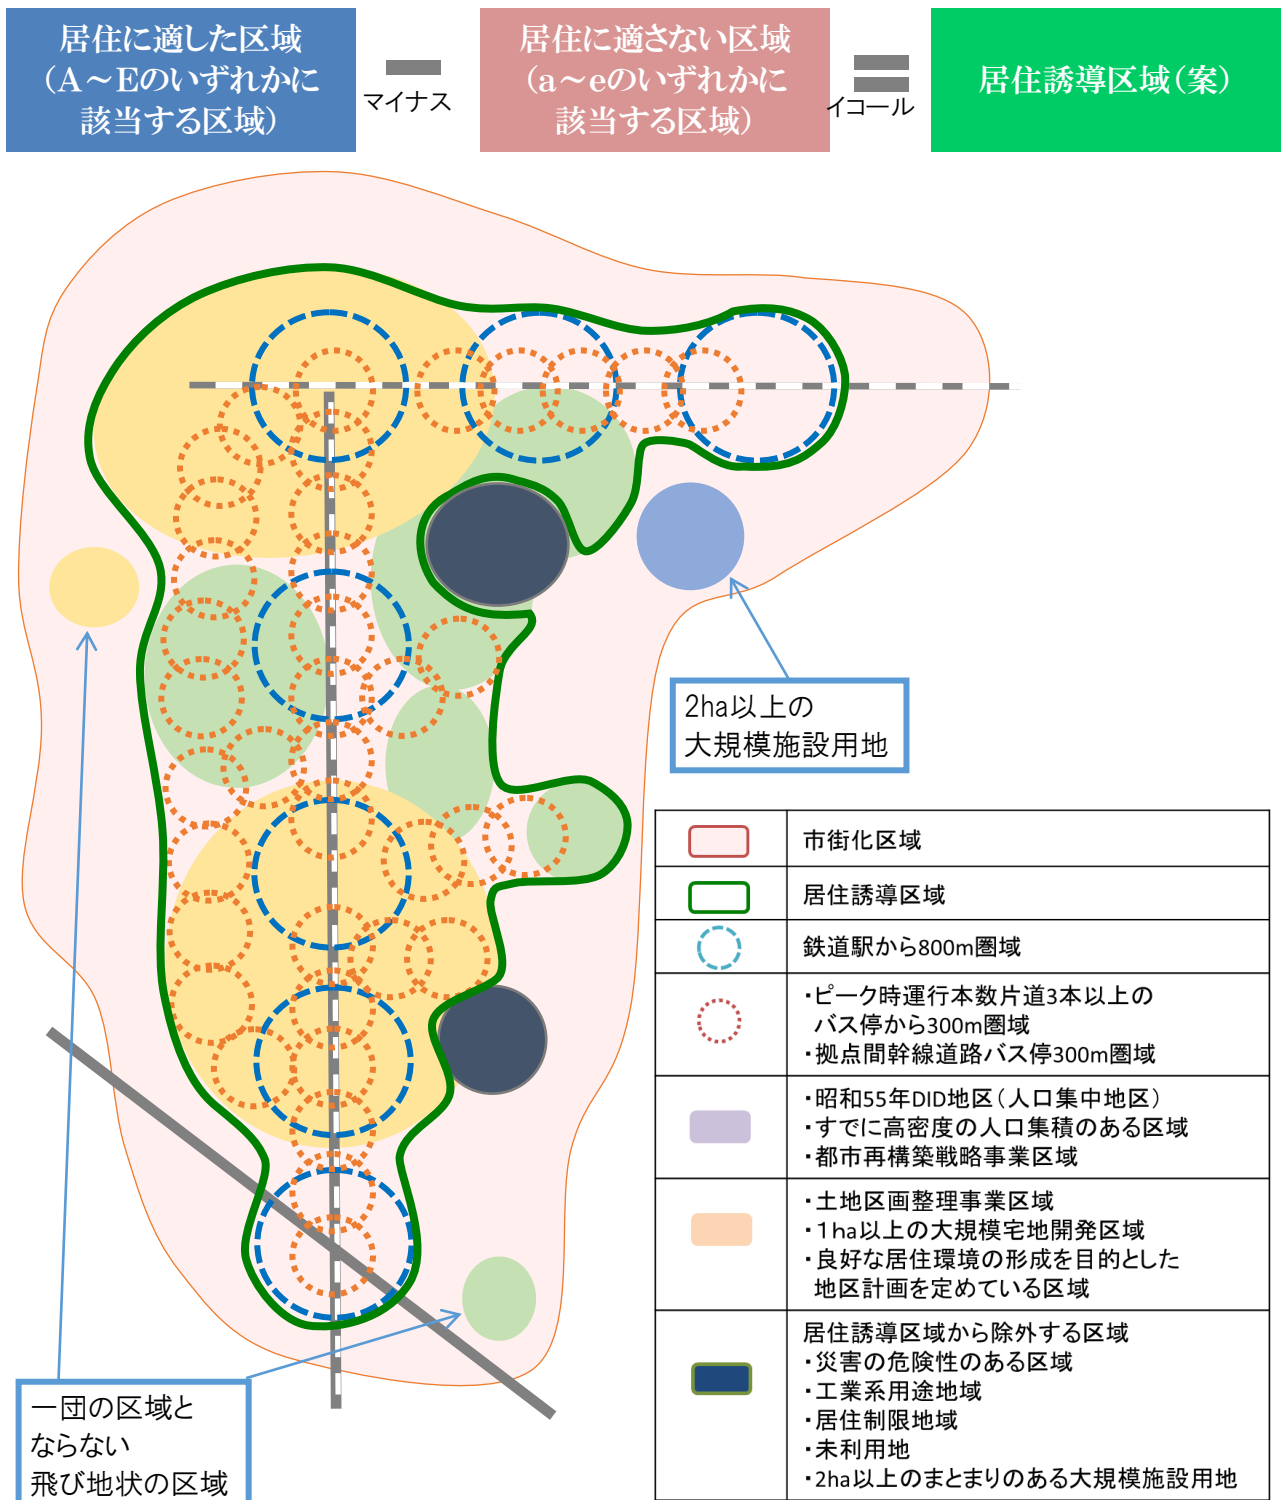 居住に適した区域
（A～Eのいずれかに
該当する区域）
マイナス
居住に適さない区域
（a～eのいずれかに
該当する区域）
イコール
居住誘導区域（案）
2ha以上の
大規模施設用地
市街化区域
居住誘導区域
鉄道駅から800m圏域
・ピーク時運行本数片道3本以上の
バス停から300m圏域
・拠点間幹線道路バス停300m圏域
・昭和55年DID地区（人口集中地区）
・すでに高密度の人口集積のある区域
・都市再構築戦略事業区域
・土地区画整理事業区域
・1ha以上の大規模宅地開発区域
・良好な居住環境の形成を目的とした
地区計画を定めている区域
居住誘導区域から除外する区域
・災害の危険性のある区域
・工業系用途地域
・居住制限地域
・未利用地
・2ha以上のまとまりのある大規模施設用地
一団の区域と
ならない
飛び地状の区域